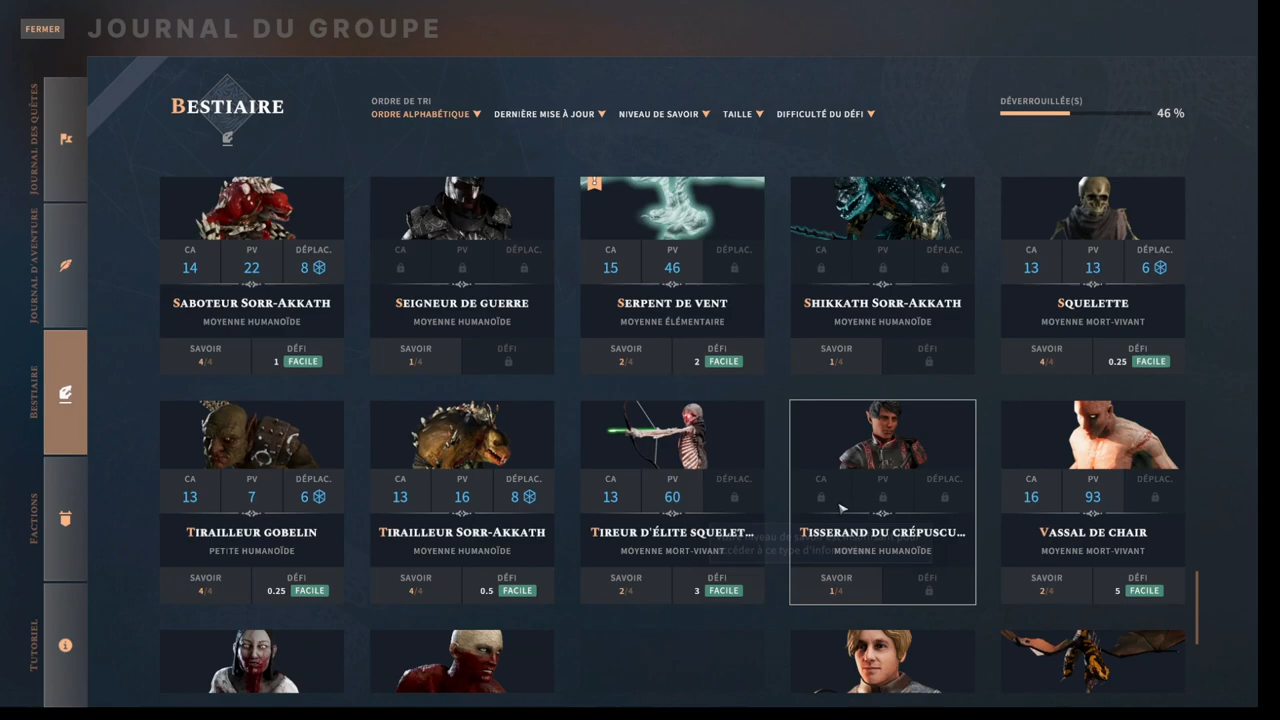 FERMER
JOURNAL DU GROUPE
JOURNAL DES QUÊTES
JOURNAL D'AVENTURE
BESTIAIRE
FACTIONS
TUTORIEL
BESTIAIRE
ORDRE DE TRI
ORDRE ALPHABÉTIQUE DERNIÈRE MISE À JOUR NIVEAU DE SAVOIR TAILLE DIFFICULTÉ DU DÉFI
DÉVERROUILLÉE(S)
46 %
CA PV DÉPLAC. CA PV DÉPLAC. CA PV DÉPLAC. CA PV DÉPLAC. CA PV DÉPLAC.
14 22 8 15 46 13 13 6
SABOTEUR SORR-AKKATH SEIGNEUR DE GUERRE SERPENT DE VENT SHIKKATH SORR-AKKATH SQUELETTE
MOYENNE HUMANOÏDE MOYENNE HUMANOÏDE MOYENNE ÉLÉMENTAIRE MOYENNE HUMANOÏDE MOYENNE MORT-VIVANT
SAVOIR DÉFI SAVOIR DÉFI SAVOIR DÉFI SAVOIR DÉFI SAVOIR DÉFI
4/4 1 FACILE 1/4 2/4 2 FACILE 1/4 4/4 0.25 FACILE
CA PV DÉPLAC. CA PV DÉPLAC. CA PV DÉPLAC. CA PV DÉPLAC. CA PV DÉPLAC.
13 7 6 13 16 8 13 60 16 93
TIRAILLEUR GOBELIN TIRAILLEUR SORR-AKKATH TIREUR D'ÉLITE SQUELET... TISSERAND DU CRÉPUSCU... VASSAL DE CHAIR
PETITE HUMANOÏDE MOYENNE HUMANOÏDE MOYENNE MORT-VIVANT MOYENNE HUMANOÏDE MOYENNE MORT-VIVANT
SAVOIR DÉFI SAVOIR DÉFI SAVOIR DÉFI SAVOIR DÉFI SAVOIR DÉFI
4/4 0.25 FACILE 4/4 0.5 FACILE 2/4 3 FACILE 1/4 2/4 5 FACILE